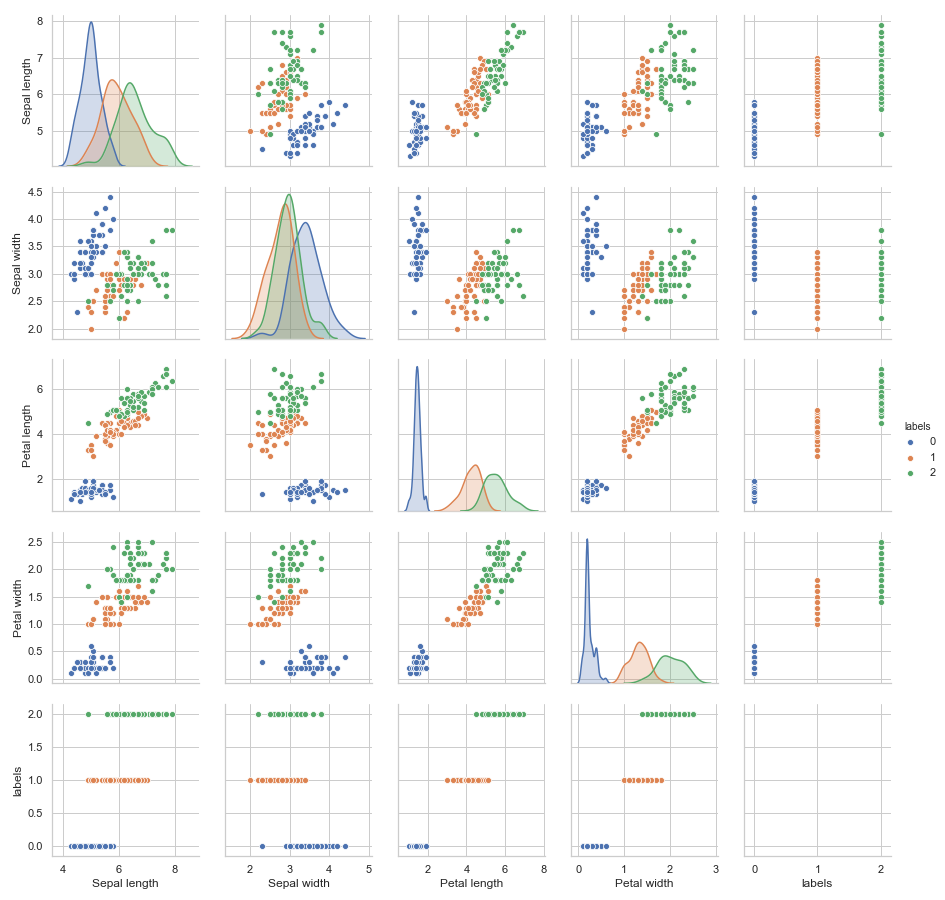 8
7
6
5
Sepal length
4.5
4.0
3.5
3.0
2.5
2.0
Sepal width
6
4
2
Petal length
labels
0
1
2
2.5
2.0
1.5
1.0
0.5
0.0
Petal width
2.0
1.5
1.0
0.5
0.0
labels
4 6 8
2 3 4 5
2 4 6 8
0 1 2 3
0 1 2
Sepal length
Sepal width
Petal length
Petal width
labels